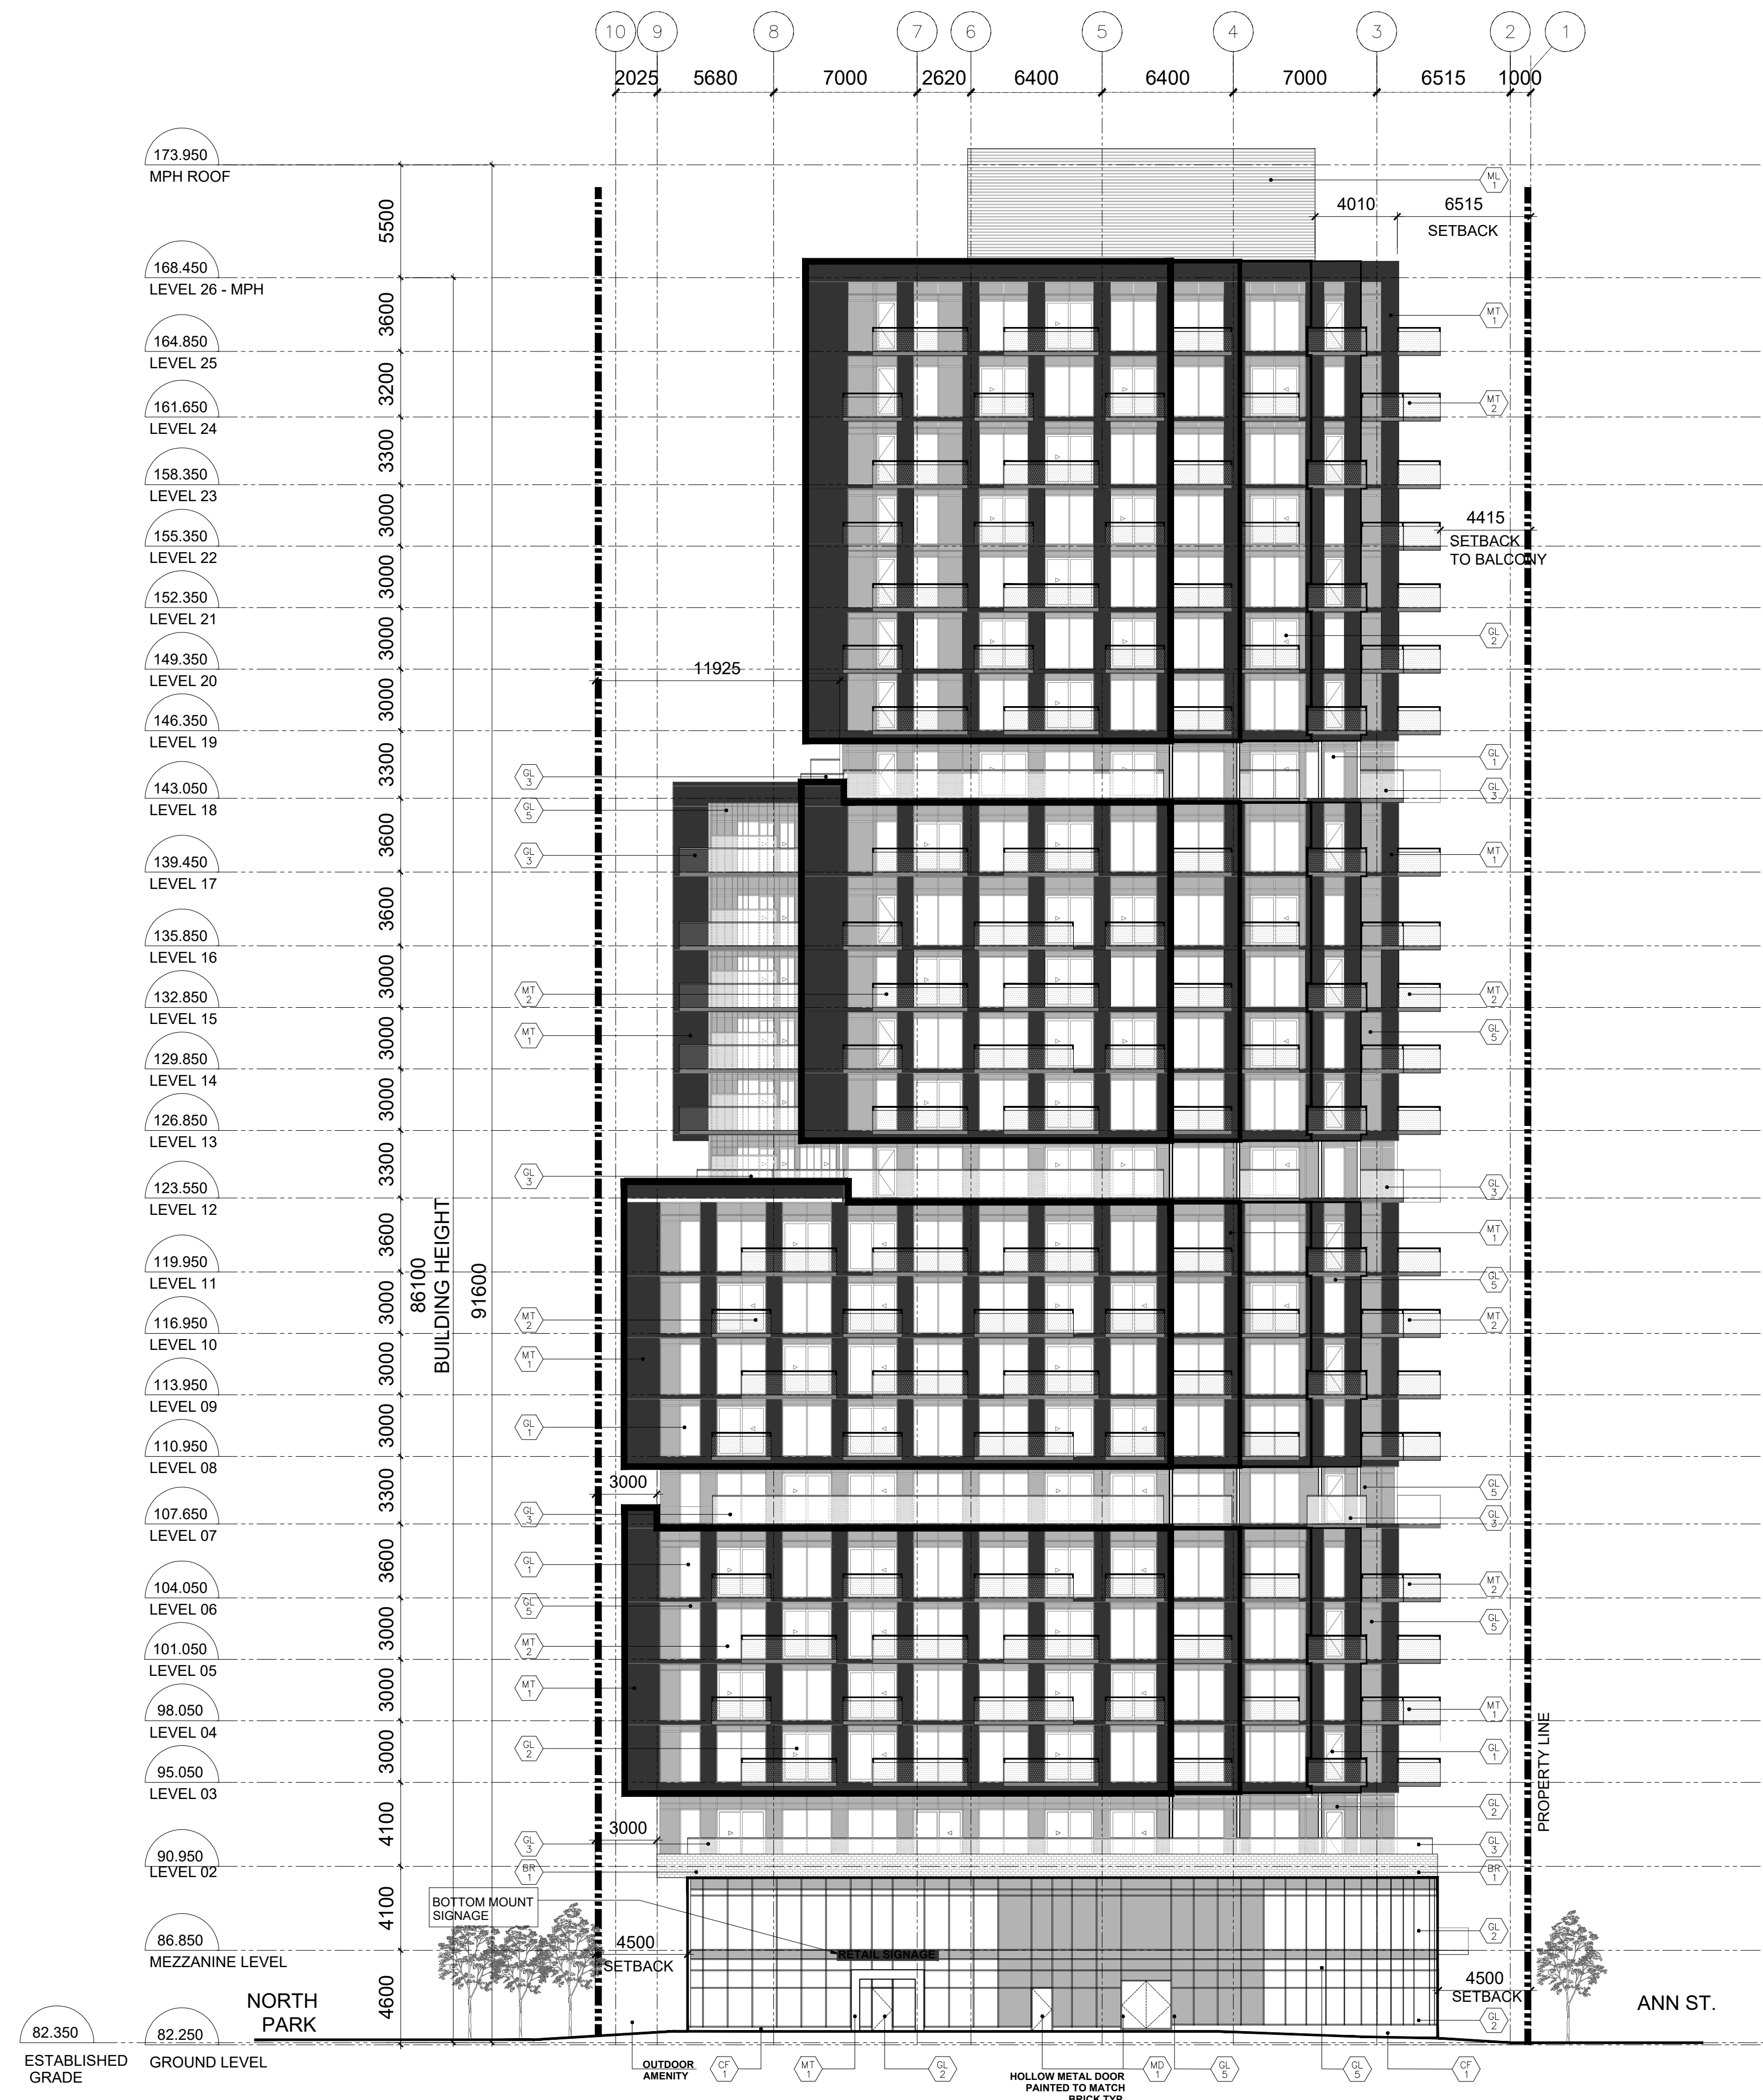 10 9 8 7 6 5 4 3 2 1
2025 5680 7000 2620 6400 6400 7000 6515 1000
173.950
MPH ROOF
ML 1
5500
4010 6515
SETBACK
168.450
LEVEL 26 - MPH
3600
MT 1
164.850
LEVEL 25
3200
MT 2
161.650
LEVEL 24
3300
158.350
LEVEL 23
3000
4415
SETBACK
TO BALCONY
155.350
LEVEL 22
3000
152.350
LEVEL 21
3000
GL 2
149.350
LEVEL 20
11925
3000
146.350
LEVEL 19
3300
GL 1
GL 3
GL 3
143.050
LEVEL 18
GL 5
3600
GL 3
MT 1
139.450
LEVEL 17
3600
135.850
LEVEL 16
3000
MT 2
MT 2
132.850
LEVEL 15
MT 1
GL 5
3000
129.850
LEVEL 14
3000
126.850
LEVEL 13
3300
GL 3
GL 3
123.550
LEVEL 12
3600
MT 1
119.950
LEVEL 11
GL 5
86100
BUILDING HEIGHT
91600
3000
MT 2
MT 2
116.950
LEVEL 10
MT 1
3000
113.950
LEVEL 09
GL 1
3000
110.950
LEVEL 08
3000
GL 5
3300
GL 3
GL 3
107.650
LEVEL 07
GL 1
3600
MT 2
104.050
LEVEL 06
GL 5
GL 5
3000
MT 2
101.050
LEVEL 05
MT 1
3000
MT 1
98.050
LEVEL 04
GL 2
GL 1
3000
PROPERTY LINE
95.050
LEVEL 03
GL 2
4100
3000
GL 3
GL 3
90.950
LEVEL 02
BR 1
BR 1
4100
BOTTOM MOUNT
SIGNAGE
GL 2
86.850
MEZZANINE LEVEL
4500
SETBACK
RETAIL SIGNAGE
4500
SETBACK
4600
NORTH
PARK
ANN ST.
GL 2
82.350
ESTABLISHED
GRADE
82.250
GROUND LEVEL
OUTDOOR
AMENITY
CF 1
MT 1
GL 2
HOLLOW METAL DOOR
PAINTED TO MATCH
BRICK TYP.
MD 1
GL 5
GL 5
CF 1